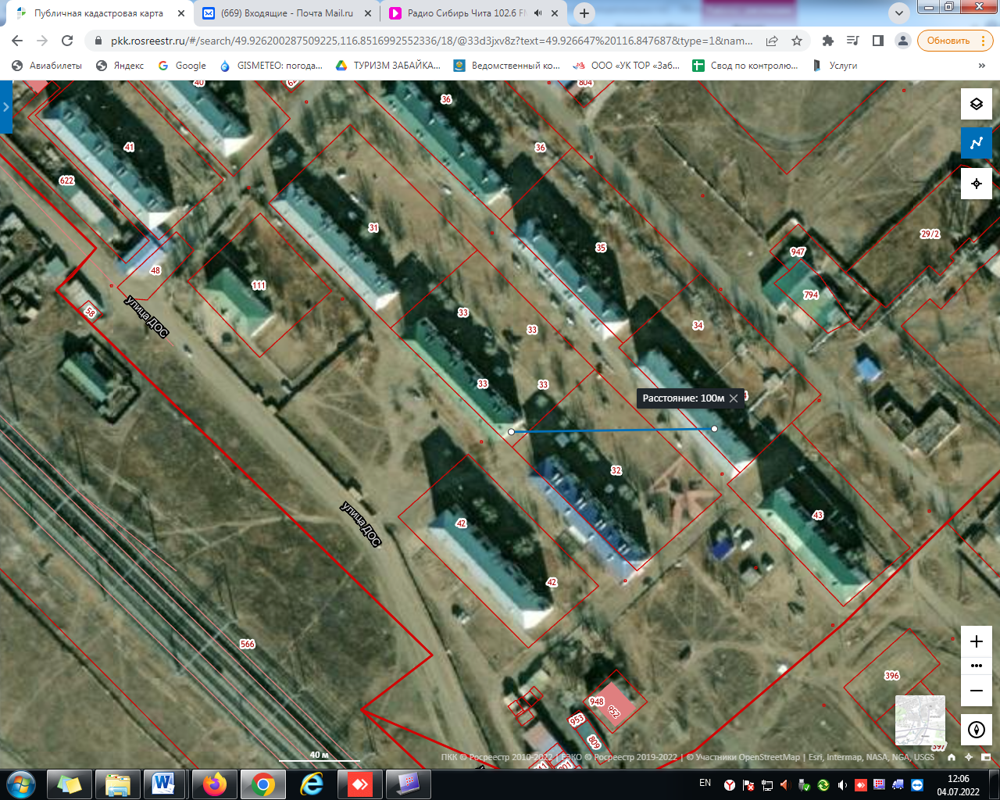 Публичная кадастровая карта
(669) Входящие - Почта Mail.ru
Радио Сибирь Чита 102.6 FI
pkk.rosreestr.ru/#/search/49.926200287509225,116.8516992552336/18/@33d3jxv8z?text=49.926647%20116.847687&type=1&nam...
Обновить
Авиабилеты
Яндекс
Google
GISMETEO: погода...
ТУРИЗМ ЗАБАЙКА...
Ведомственный ко...
ООО «УК ТОР «Заб...
Свод по контролю...
Услуги
»
40
804
36
41
36
622
31
29/2
35
947
48
111
794
58
33
улица ДОС
33
34
33
33
Расстояние: 100м
32
43
42
улица ДОС
42
566
396
948
952
953
809
397
40 м
ПКК © Росреестр 2010-2022 | ЕЭКО © Росреестр 2019-2022 | © Участники OpenStreetMap | Esri, Intermap, NASA, NGA, USGS
EN
12:06
04.07.2022